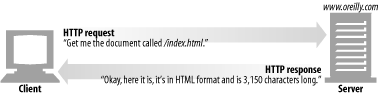 www.oreilly.com
HTTP request
“Get me the document called /index.html.”
HTTP response
“Okay, here it is, it’s in HTML format and is 3,150 characters long.”
Client
Server